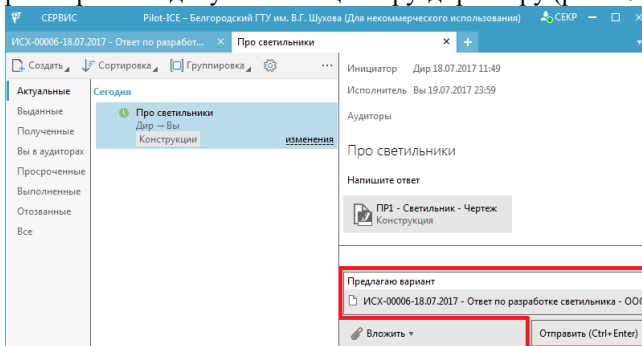 СЕРВИС
Pilot-ICE – Белгородский ГТУ им. В.Г. Шухова (Для некоммерческого использования)
СЕКР
ИСХ-00006-18.07.2017 - Ответ по разработ...
Про светильники
Создать
Сортировка
Группировка
...
Актуальные
Выданные
Полученные
Вы в аудиторах
Просроченные
Выполненные
Отозванные
Все
Сегодня
Про светильники
Дир → Вы
Конструкции
изменения
Инициатор Дир 18.07.2017 11:49
Исполнитель Вы 19.07.2017 23:59
Аудиторы
Про светильники
Напишите ответ
ПР1 - Светильник - Чертеж
Конструкция
Предлагаю вариант
ИСХ-00006-18.07.2017 - Ответ по разработке светильника - ООО
Вложить
Отправить (Ctrl+Enter)